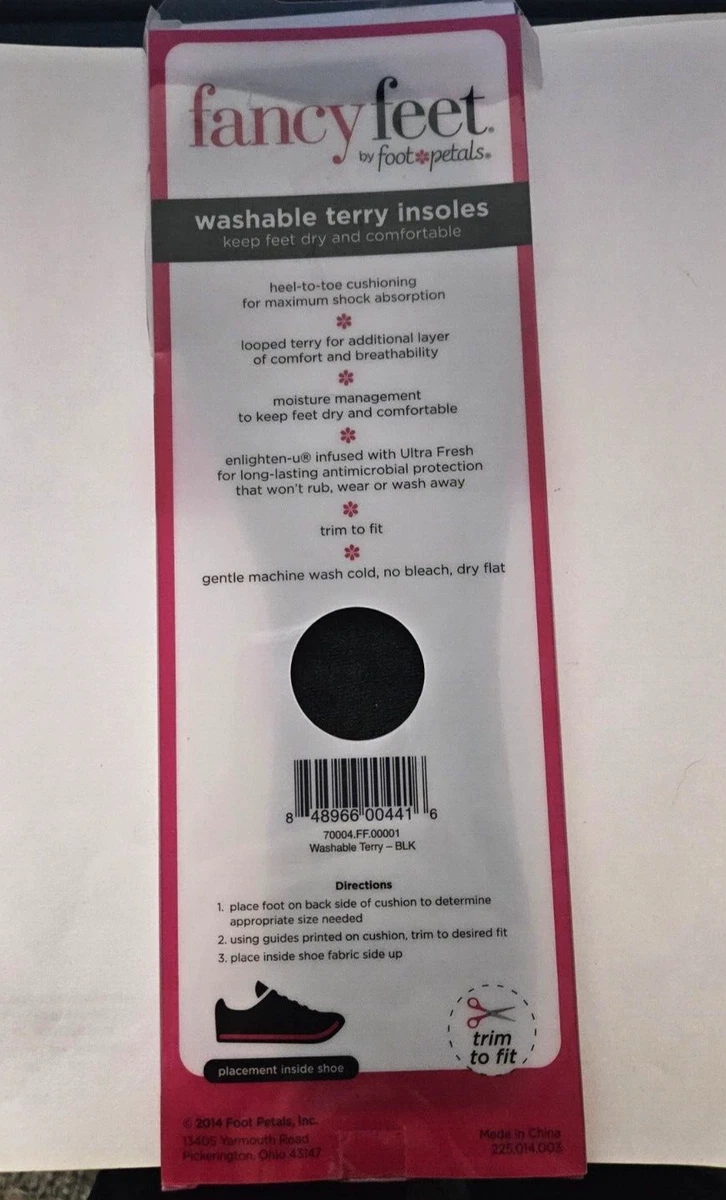 fancyfeet®
by foot petals®
washable terry insoles
keep feet dry and comfortable
heel-to-toe cushioning
for maximum shock absorption
looped terry for additional layer
of comfort and breathability
moisture management
to keep feet dry and comfortable
enlighten-u® infused with Ultra Fresh
for long-lasting antimicrobial protection
that won't rub, wear or wash away
trim to fit
gentle machine wash cold, no bleach, dry flat
8 48966 00441 6
70004.FF.00001
Washable Terry – BLK
Directions
1. place foot on back side of cushion to determine
appropriate size needed
2. using guides printed on cushion, trim to desired fit
3. place inside shoe fabric side up
trim
to fit
placement inside shoe
© 2014 Foot Petals, Inc.
13405 Yarmouth Road
Pickerington, Ohio 43147
Made in China
225.014.003